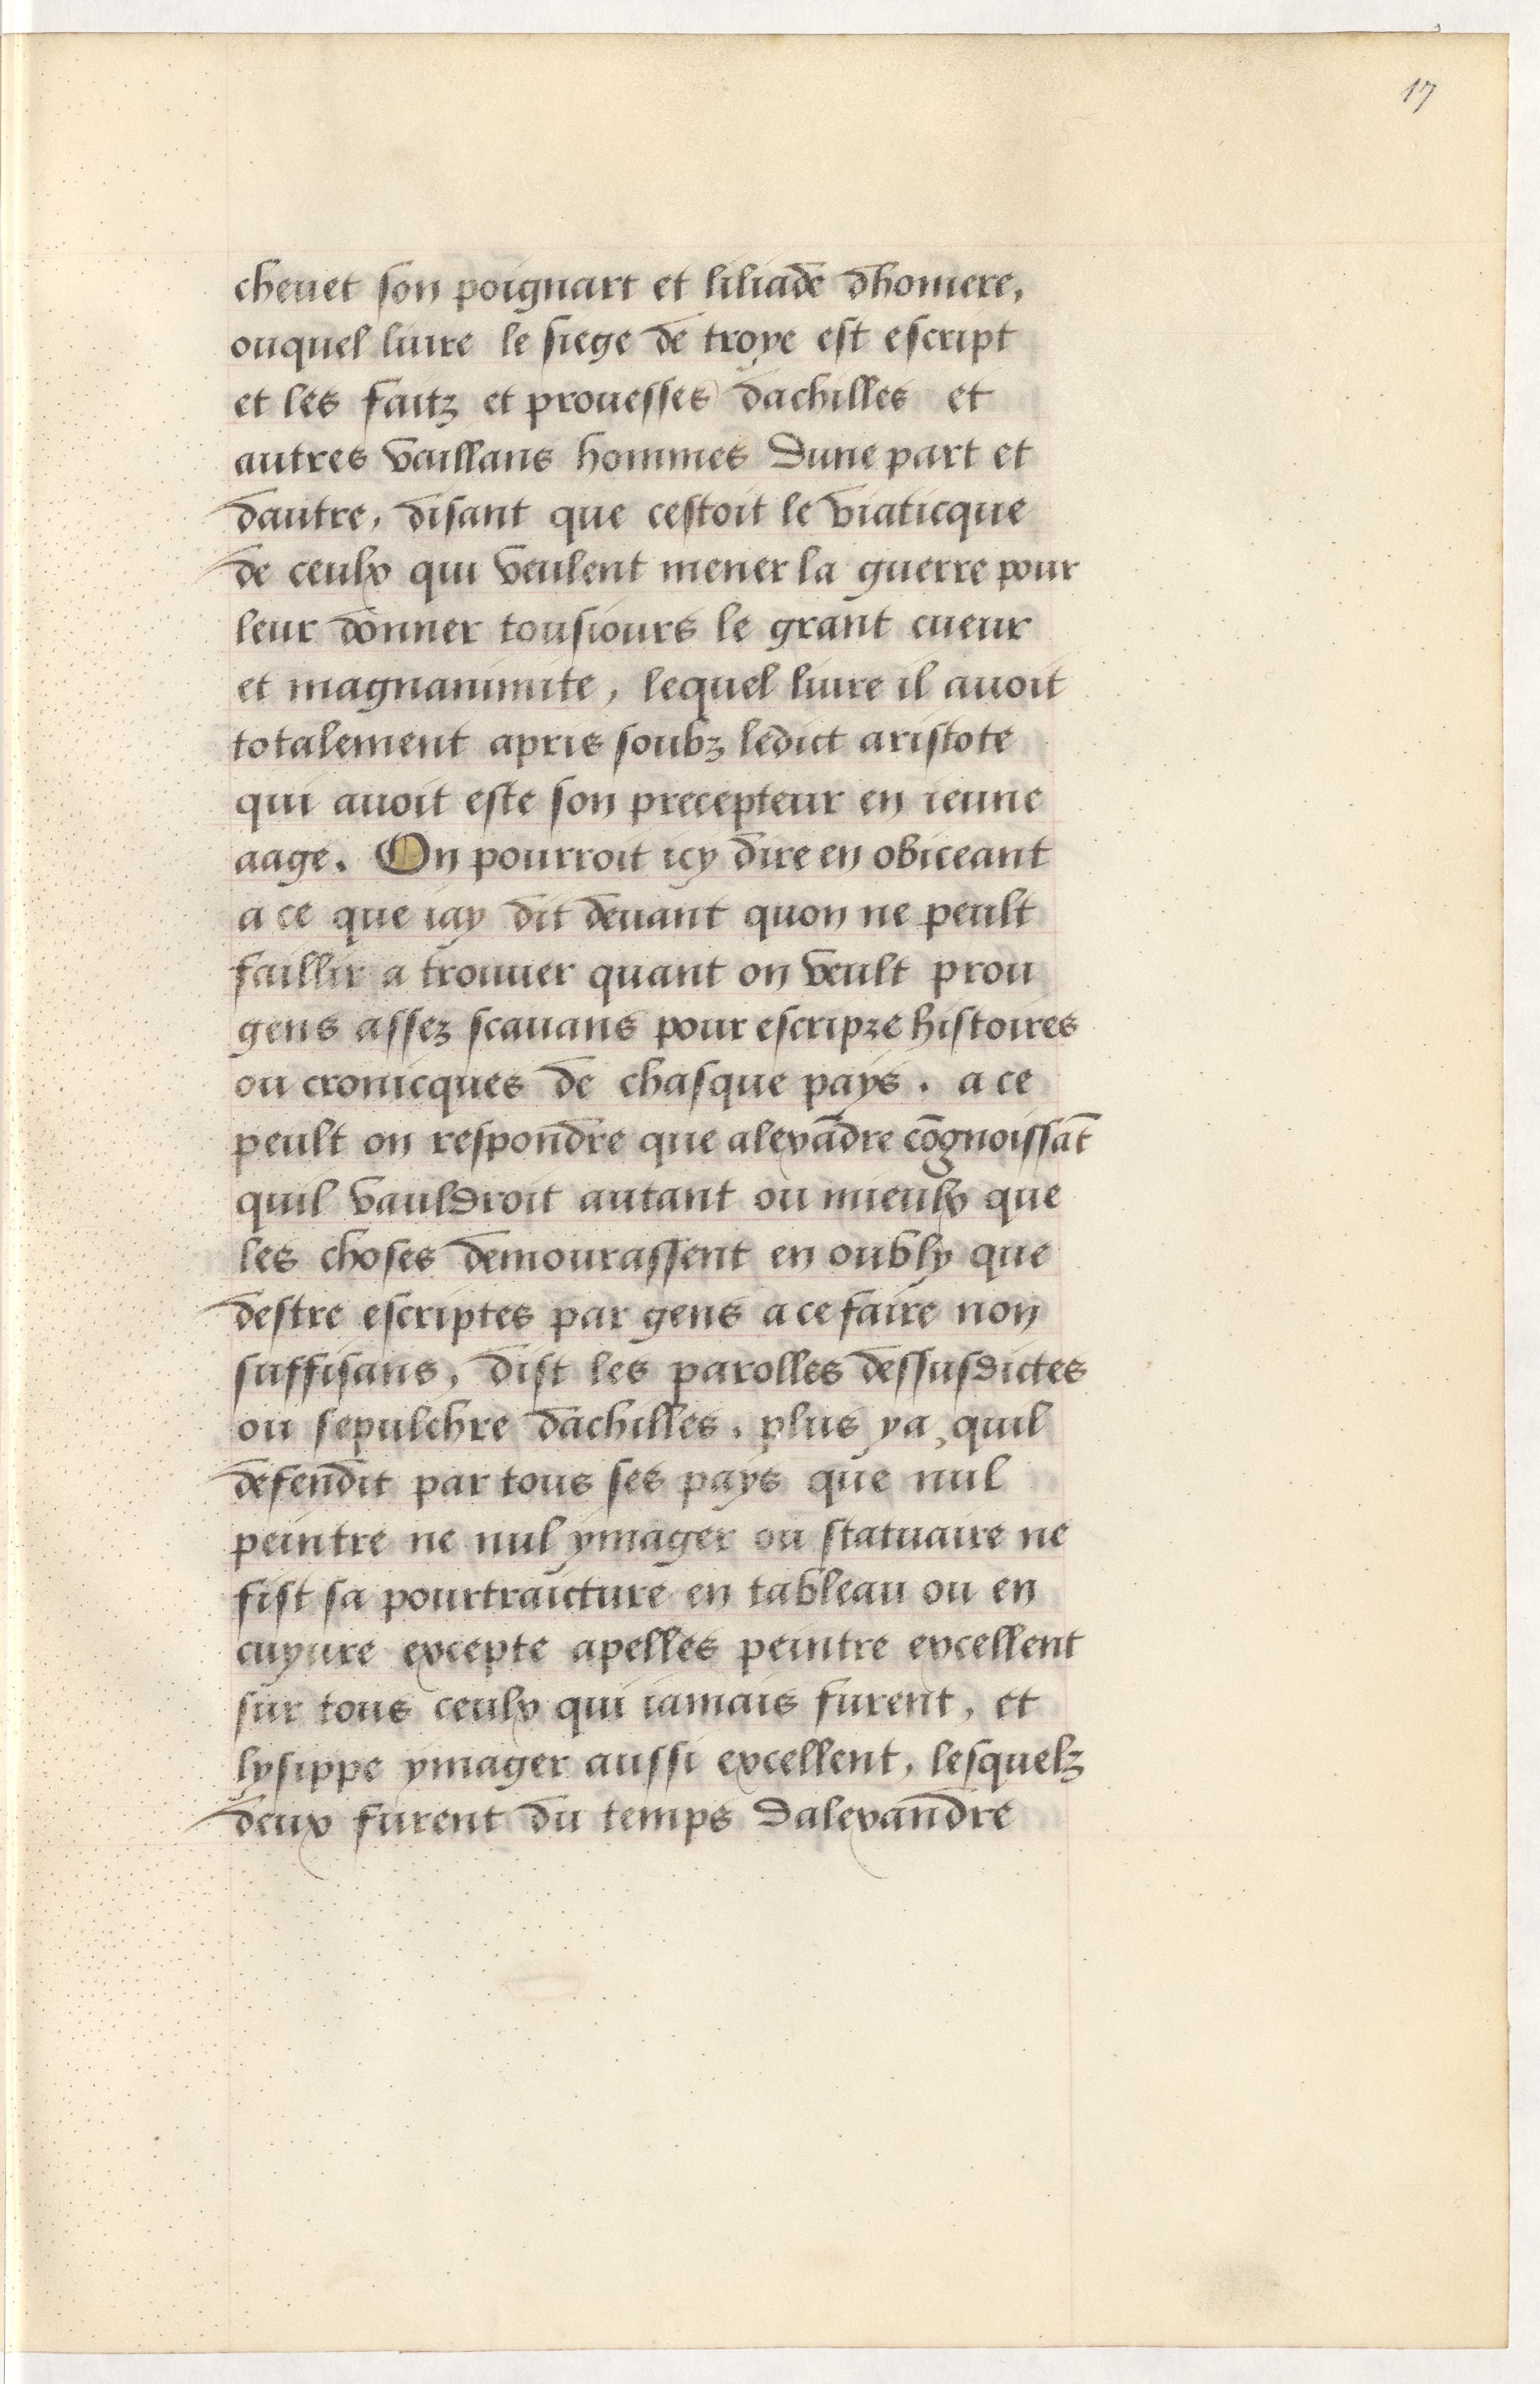 17
cheuet son poignart et liliade dhomere,
ouquel liure le siege de troye est escript
et les faitz et prouesses dachilles et
autres vaillans hommes dune part et
dautre, disant que cestoit le viaticque
de ceulx qui veulent mener la guerre pour
leur donner tousiours le grant cueur
et magnanimite, lequel liure il auoit
totalement apris soubz ledict aristote
qui auoit este son precepteur en ieune
aage. On pourroit icy dire en obiceant
a ce que iay dit deuant quon ne peult
faillir a trouuer quant on veult prou
gens assez scauans pour escripre histoires
ou cronicques de chasque pays. a ce
peult on respondre que alexãdre cõgnoissãt
quil vauldroit autant ou mieulx que
les choses demourassent en oubly que
destre escriptes par gens a ce faire non
suffisans, dist les parolles dessusdictes
ou sepulchre dachilles. plus ya, quil
defendit par tous ses pays que nul
peintre ne nul ymager ou statuaire ne
fist sa pourtraicture en tableau ou en
cuyure excepte apelles peintre excellent
sur tous ceulx qui iamais furent, et
lysippe ymager aussi excellent, lesquelz
deux furent du temps dalexandre